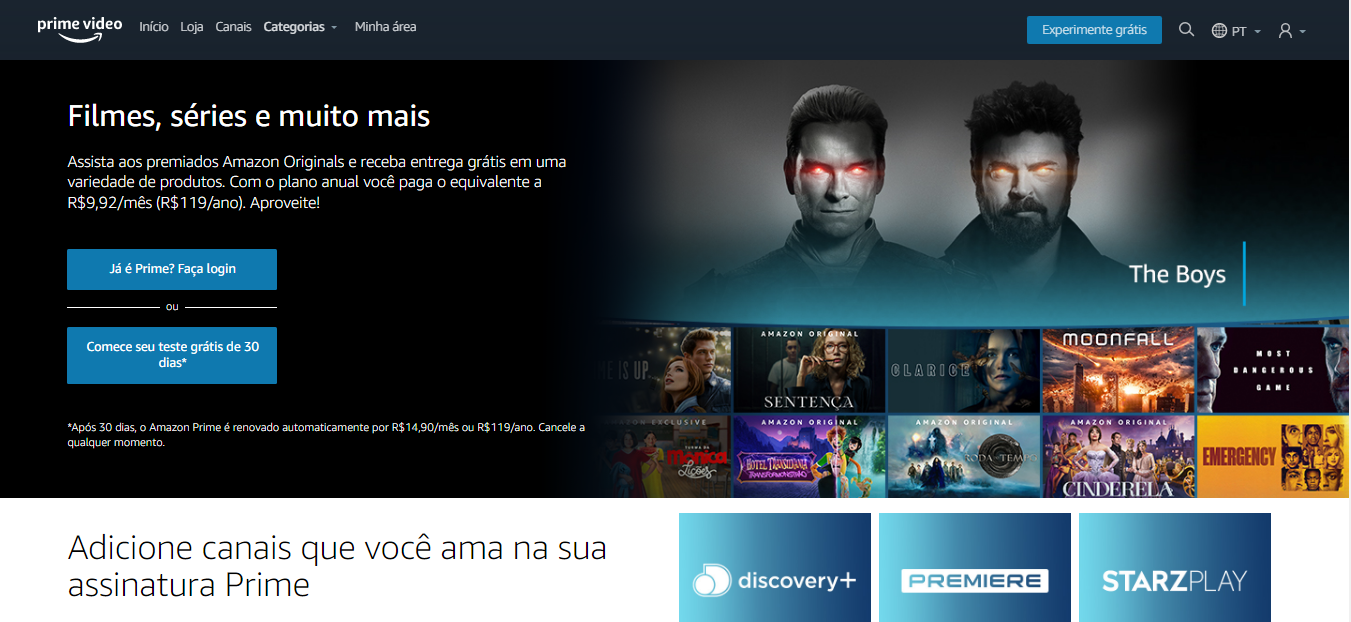 prime video
Início Loja Canais Categorias Minha área
Experimente grátis
PT
Filmes, séries e muito mais
Assista aos premiados Amazon Originals e receba entrega grátis em uma
variedade de produtos. Com o plano anual você paga o equivalente a
R$9,92/mês (R$119/ano). Aproveite!
Já é Prime? Faça login
ou
Comece seu teste grátis de 30
dias*
*Após 30 dias, o Amazon Prime é renovado automaticamente por R$14,90/mês ou R$119/ano. Cancele a
qualquer momento.
The Boys
IS UP
AMAZON ORIGINAL
SENTENÇA
CLARICE
MOONFALL
MOST
DANGEROUS
GAME
EXCLUSIVE
TURMA DA
Mônica
Lições
AMAZON ORIGINAL
HOTEL TRANSILVÂNIA
TRANSFORMONSTRÃO
AMAZON ORIGINAL
RODA TEMPO
AMAZON ORIGINAL
CINDERELA
EMERGENCY
Adicione canais que você ama na sua
assinatura Prime
discovery+
PREMIERE
STARZPLAY